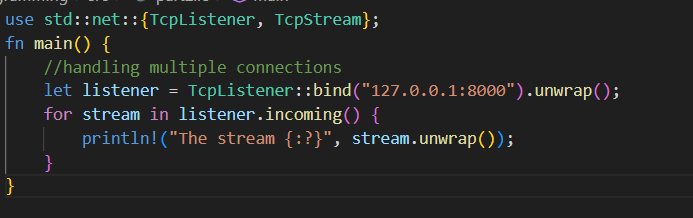 use std::net::{TcpListener, TcpStream};
fn main() {
    //handling multiple connections
    let listener = TcpListener::bind("127.0.0.1:8000").unwrap();
    for stream in listener.incoming() {
        println!("The stream {:?}", stream.unwrap());
    }
}